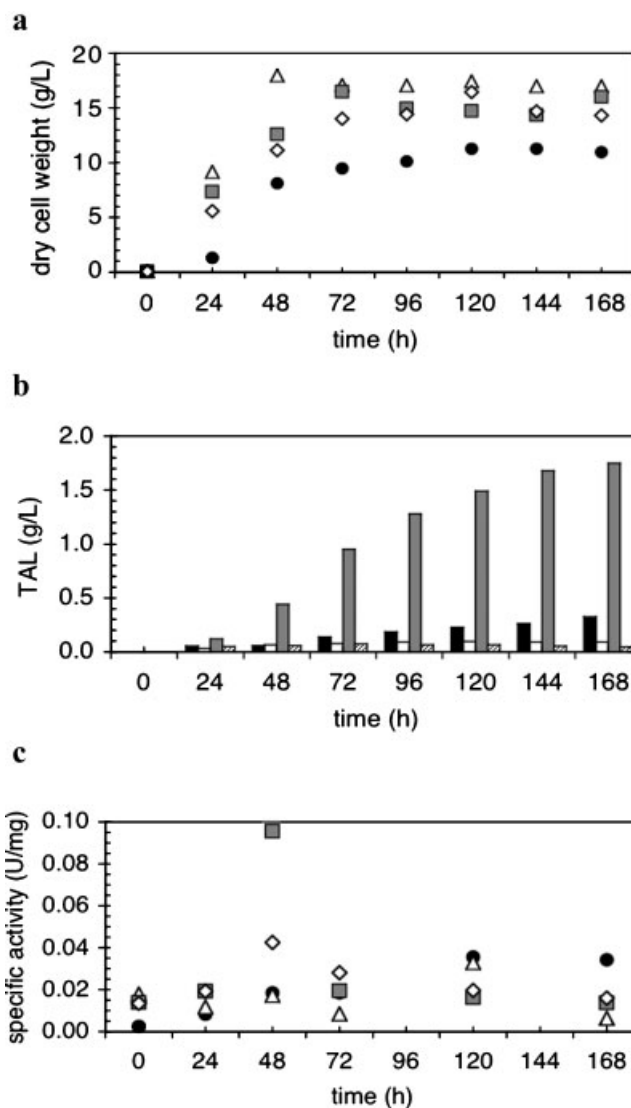 a
20
15
10
5
0
dry cell weight (g/L)
0 24 48 72 96 120 144 168
time (h)
b
2.0
1.5
1.0
0.5
0.0
TAL (g/L)
0 24 48 72 96 120 144 168
time (h)
c
0.10
0.08
0.06
0.04
0.02
0.00
specific activity (U/mg)
0 24 48 72 96 120 144 168
time (h)